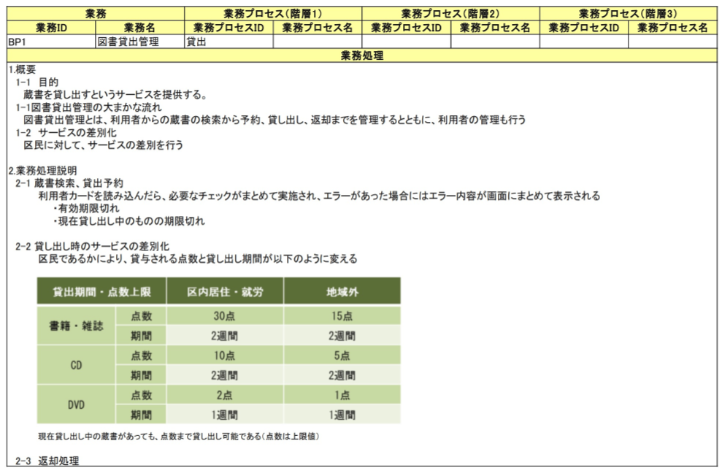 業務 業務プロセス(階層1) 業務プロセス(階層2) 業務プロセス(階層3)
業務ID 業務名 業務プロセスID 業務プロセス名 業務プロセスID 業務プロセス名 業務プロセスID 業務プロセス名
BP1 図書貸出管理 貸出
業務処理
1.概要
1-1 目的
蔵書を貸し出すというサービスを提供する。
1-1図書貸出管理の大まかな流れ
図書貸出管理とは、利用者からの蔵書の検索から予約、貸し出し、返却までを管理するとともに、利用者の管理も行う
1-2 サービスの差別化
区民に対して、サービスの差別を行う
2.業務処理説明
2-1 蔵書検索、貸出予約
利用者カードを読み込んだら、必要なチェックがまとめて実施され、エラーがあった場合にはエラー内容が画面にまとめて表示される
・有効期限切れ
・現在貸し出し中のものの期限切れ
2-2 貸し出し時のサービスの差別化
区民であるかにより、貸与される点数と貸し出し期間が以下のように変える
貸出期間・点数上限 区内居住・就労 地域外
書籍・雑誌 点数 30点 15点
期間 2週間 2週間
CD 点数 10点 5点
期間 2週間 2週間
DVD 点数 2点 1点
期間 1週間 1週間
現在貸し出し中の蔵書があっても、点数まで貸し出し可能である(点数は上限値)
2-3 返却処理